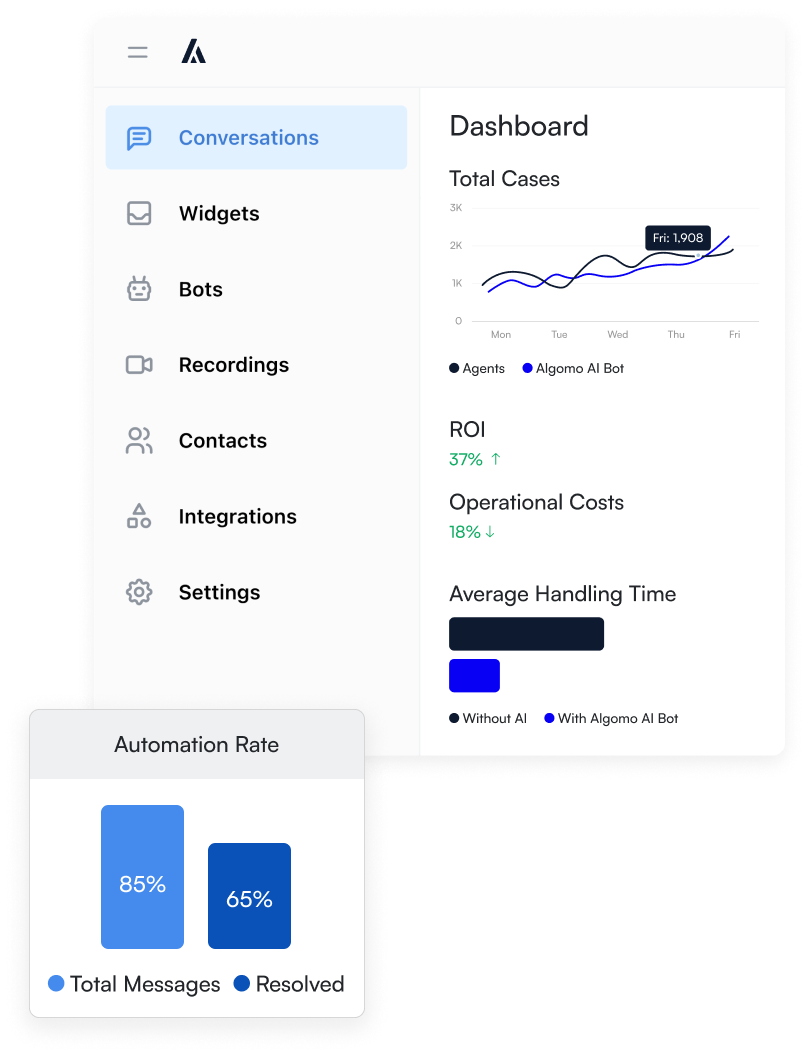 Conversations
Widgets
Bots
Recordings
Contacts
Integrations
Settings
Dashboard
Total Cases
3K
2K
1K
0
Fri: 1,908
Mon Tue Wed Thu Fri
Agents Algomo AI Bot
ROI
37% ↑
Operational Costs
18% ↓
Average Handling Time
Without AI With Algomo AI Bot
Automation Rate
85%
65%
Total Messages Resolved